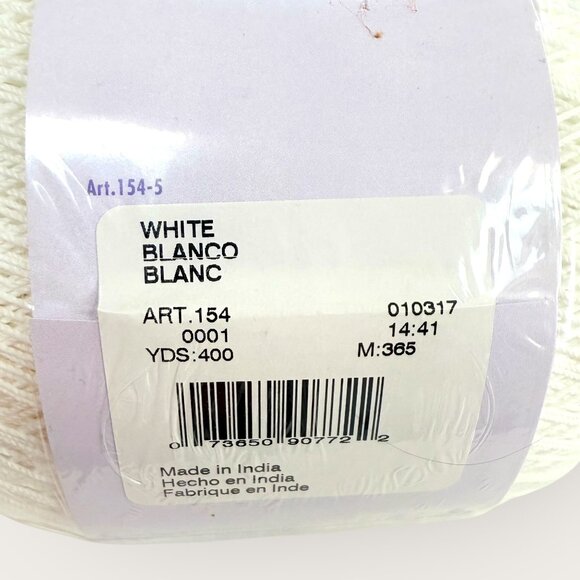 Art.154-5
WHITE
BLANCO
BLANC
ART.154 010317
0001 14:41
YDS:400 M:365
0 73650 90772 2
Made in India
Hecho en India
Fabrique en Inde